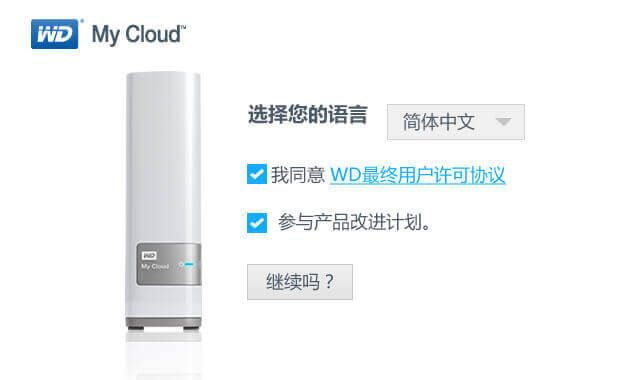 WD® My Cloud™
选择您的语言 简体中文
我同意 WD最终用户许可协议
参与产品改进计划。
WD
My Cloud
继续吗？